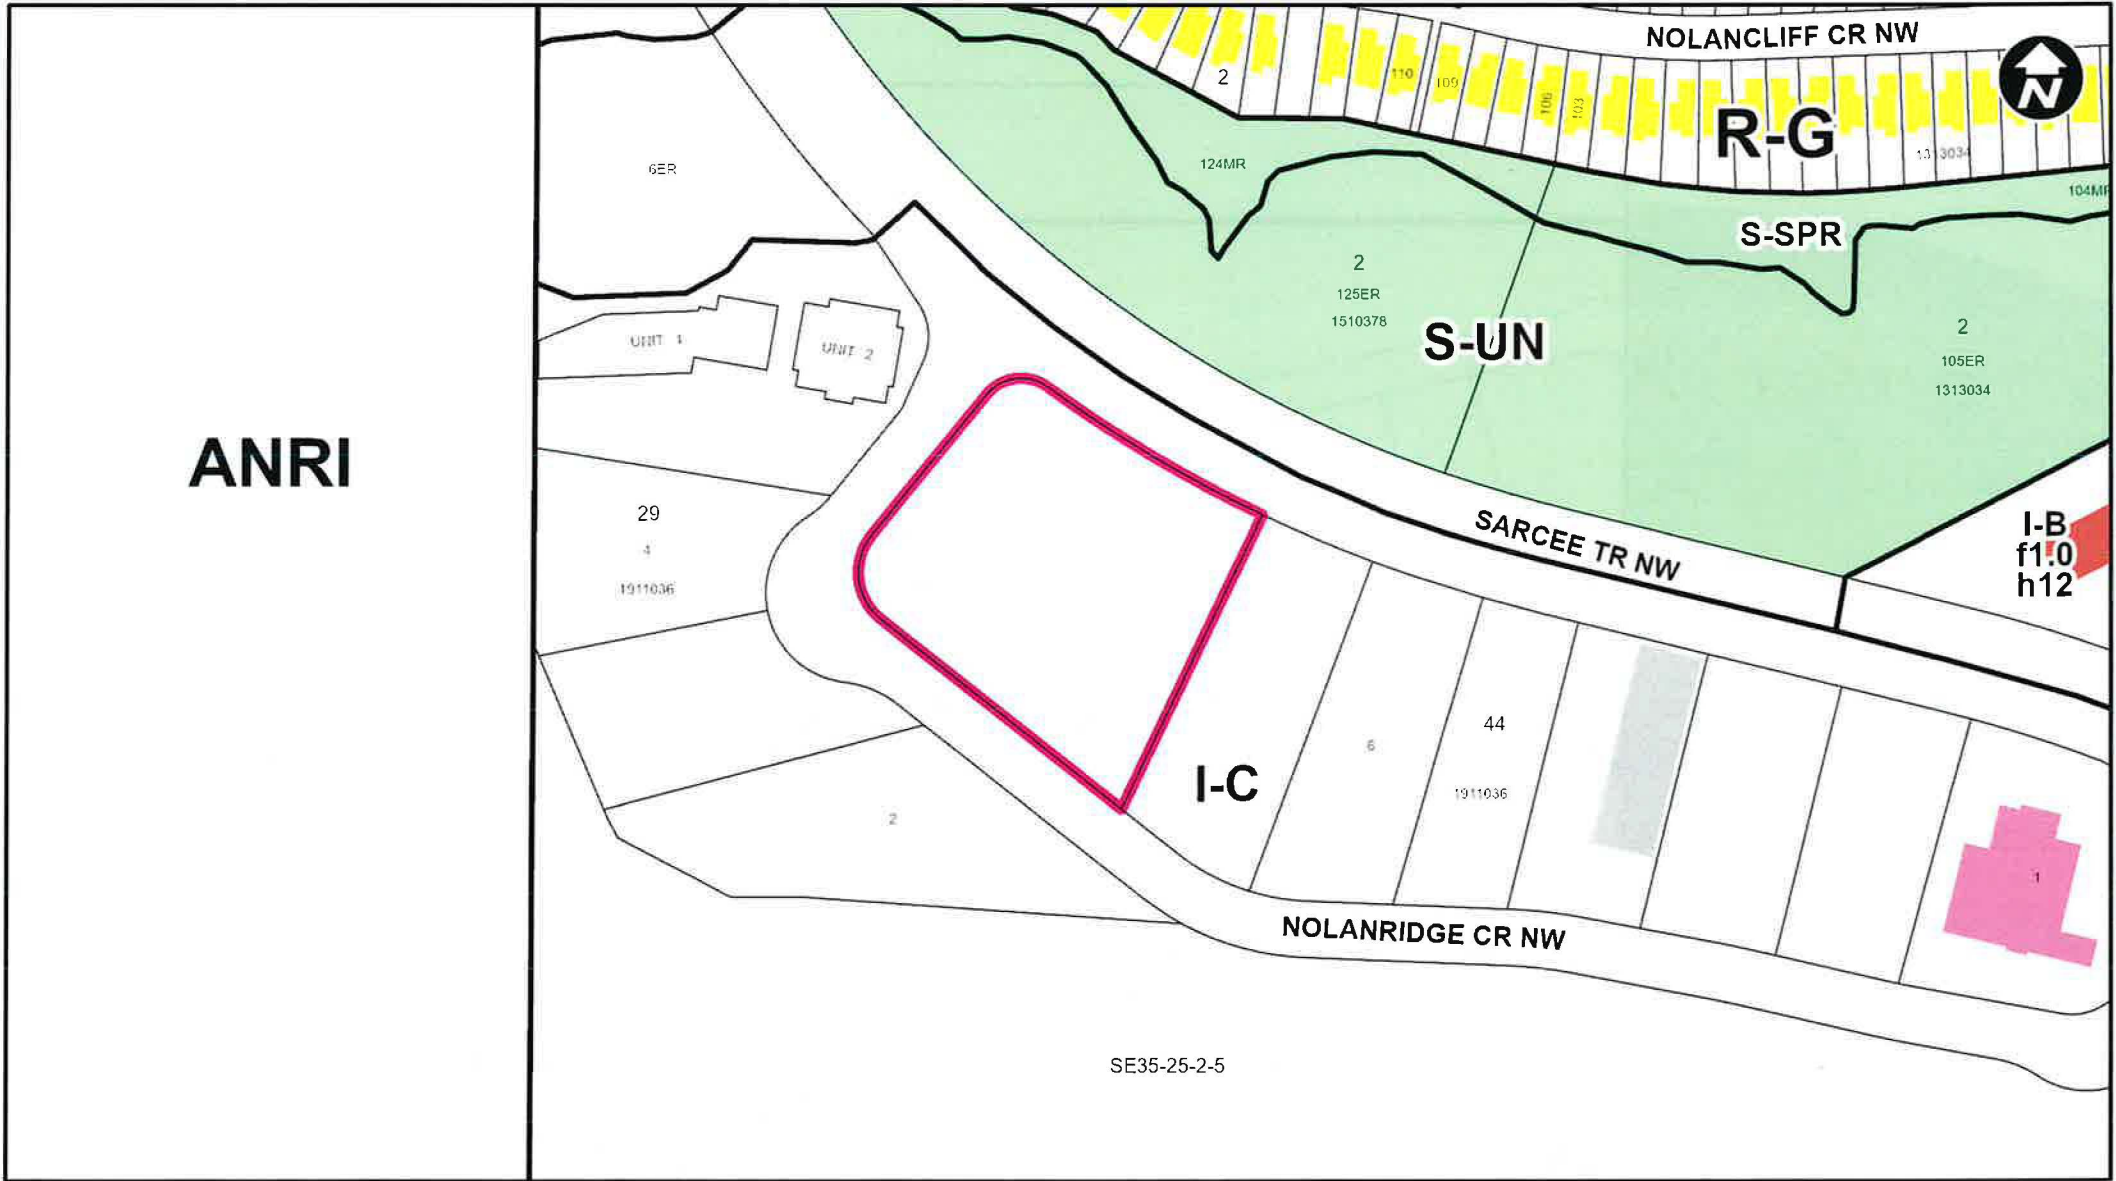 NOLANCLIFF CR NW
N
2
110
109
106
103
R-G
1313034
6ER
124MR
104MR
S-SPR
2
125ER
1510378
S-UN
2
105ER
1313034
UNIT 1
UNIT 2
ANRI
29
4
1911036
SARCEE TR NW
I-B
f1.0
h12
6
44
1911036
I-C
2
1
NOLANRIDGE CR NW
SE35-25-2-5